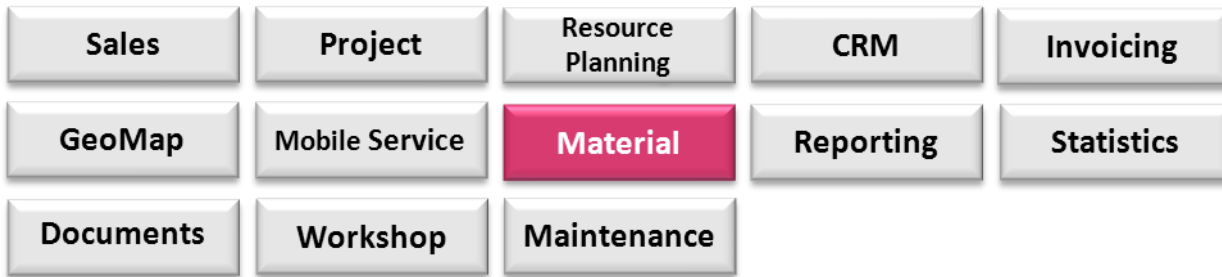 Sales
Project
Resource
Planning
CRM
Invoicing
GeoMap
Mobile Service
Material
Reporting
Statistics
Documents
Workshop
Maintenance